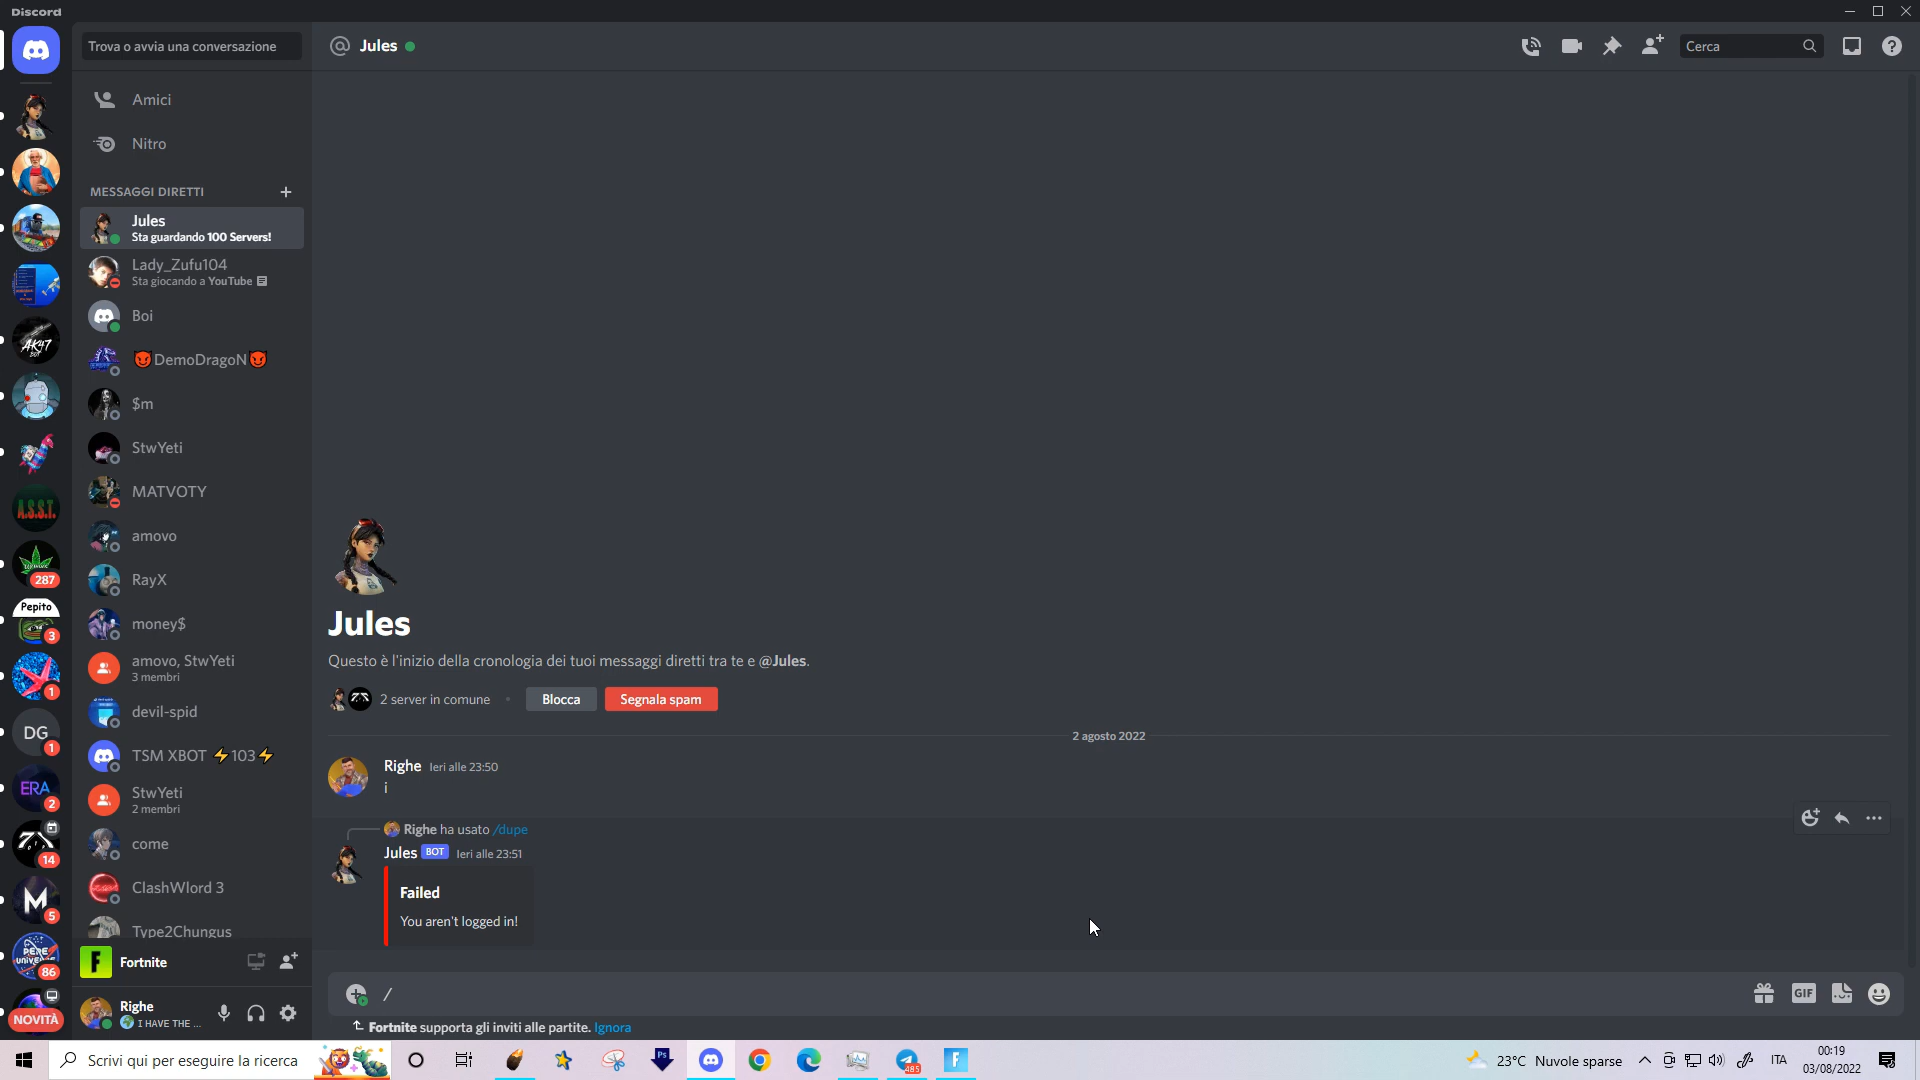 Discord
Trova o avvia una conversazione
Jules
Cerca
Amici
Nitro
MESSAGGI DIRETTI
Jules
Sta guardando 100 Servers!
Lady_Zufu104
Sta giocando a YouTube
Boi
😈DemoDragoN😈
$m
StwYeti
MATVOTY
amovo
RayX
money$
amovo, StwYeti
3 membri
devil-spid
TSM XBOT ⚡103⚡
StwYeti
2 membri
come
ClashWlord 3
Type2Chungus
AK47
BOT
A.S.S.T.
287
Pepito
3
1
DG
1
ERA
2
14
M
5
86
NOVITÀ
Fortnite
Righe
I HAVE THE ...
Jules
Questo è l'inizio della cronologia dei tuoi messaggi diretti tra te e @Jules.
2 server in comune
Blocca
Segnala spam
2 agosto 2022
Righe Ieri alle 23:50
i
Righe ha usato /dupe
Jules BOT Ieri alle 23:51
Failed
You aren't logged in!
/
GIF
Fortnite supporta gli inviti alle partite. Ignora
Scrivi qui per eseguire la ricerca
Ps
485
23°C Nuvole sparse
ITA
00:19
03/08/2022